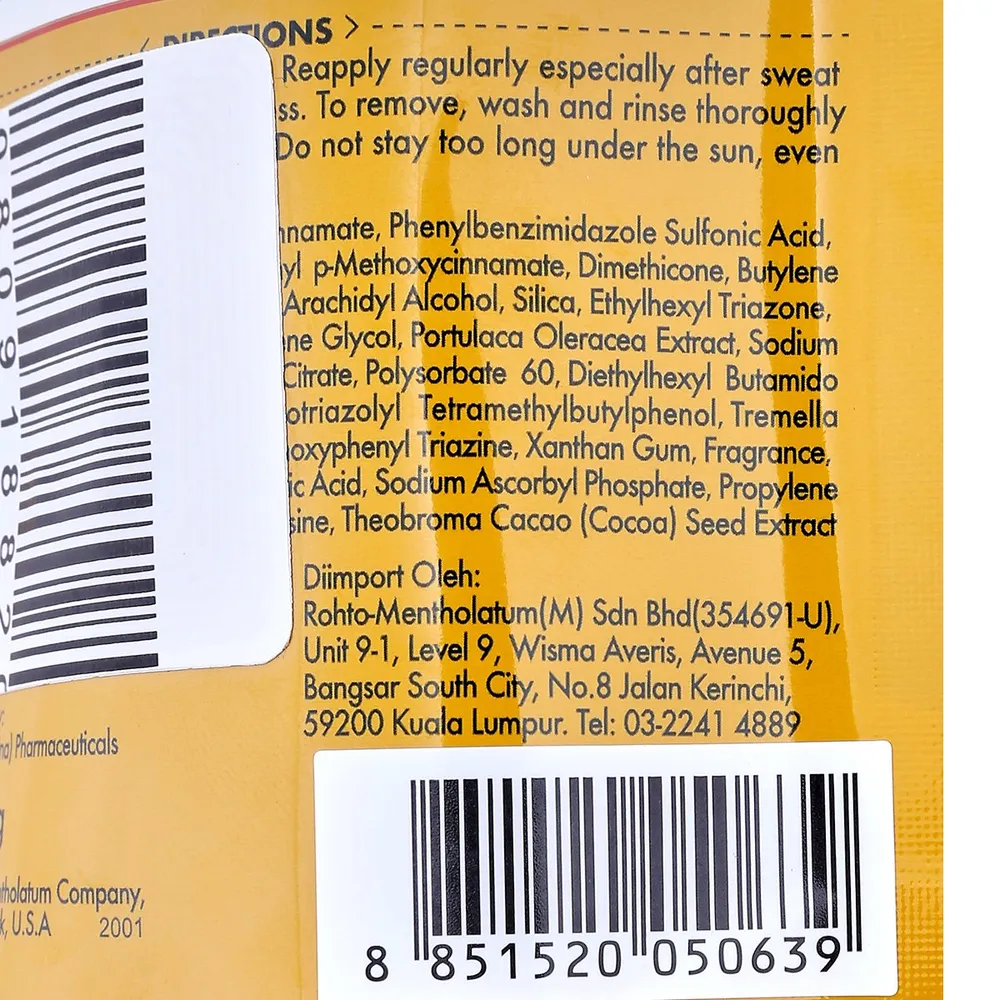 DIRECTIONS
Reapply regularly especially after sweat
ss. To remove, wash and rinse thoroughly
Do not stay too long under the sun, even
nnamate, Phenylbenzimidazole Sulfonic Acid,
yl p-Methoxycinnamate, Dimethicone, Butylene
Arachidyl Alcohol, Silica, Ethylhexyl Triazone,
ne Glycol, Portulaca Oleracea Extract, Sodium
Citrate, Polysorbate 60, Diethylhexyl Butamido
otriazolyl Tetramethylbutylphenol, Tremella
oxyphenyl Triazine, Xanthan Gum, Fragrance,
ic Acid, Sodium Ascorbyl Phosphate, Propylene
sine, Theobroma Cacao (Cocoa) Seed Extract
Diimport Oleh:
Rohto-Mentholatum(M) Sdn Bhd(354691-U),
Unit 9-1, Level 9, Wisma Averis, Avenue 5,
Bangsar South City, No.8 Jalan Kerinchi,
59200 Kuala Lumpur. Tel: 03-2241 4889
8 851520 050639
0809188 2
na) Pharmaceuticals
tholatum Company,
k, U.S.A 2001